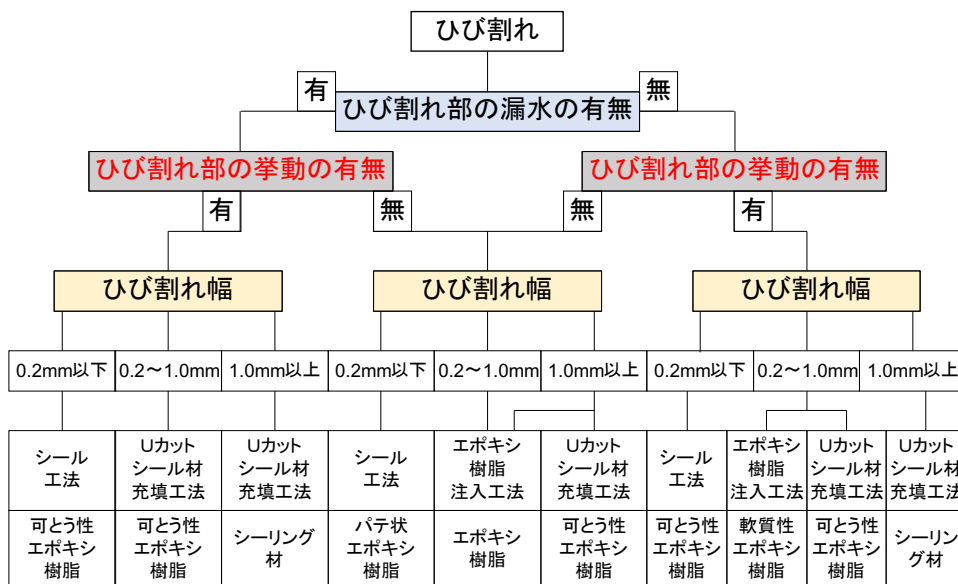 ひび割れ
有
無
ひび割れ部の漏水の有無
ひび割れ部の挙動の有無
ひび割れ部の挙動の有無
有
無
無
有
ひび割れ幅
ひび割れ幅
ひび割れ幅
0.2mm以下
0.2～1.0mm
1.0mm以上
0.2mm以下
0.2～1.0mm
1.0mm以上
0.2mm以下
0.2～1.0mm
1.0mm以上
シール
工法
Uカット
シール材
充填工法
Uカット
シール材
充填工法
シール
工法
エポキシ
樹脂
注入工法
Uカット
シール材
充填工法
シール
工法
エポキシ
樹脂
注入工法
Uカット
シール材
充填工法
Uカット
シール材
充填工法
可とう性
エポキシ
樹脂
可とう性
エポキシ
樹脂
シーリング
材
パテ状
エポキシ
樹脂
エポキシ
樹脂
可とう性
エポキシ
樹脂
可とう性
エポキシ
樹脂
軟質性
エポキシ
樹脂
可とう性
エポキシ
樹脂
シーリン
グ材